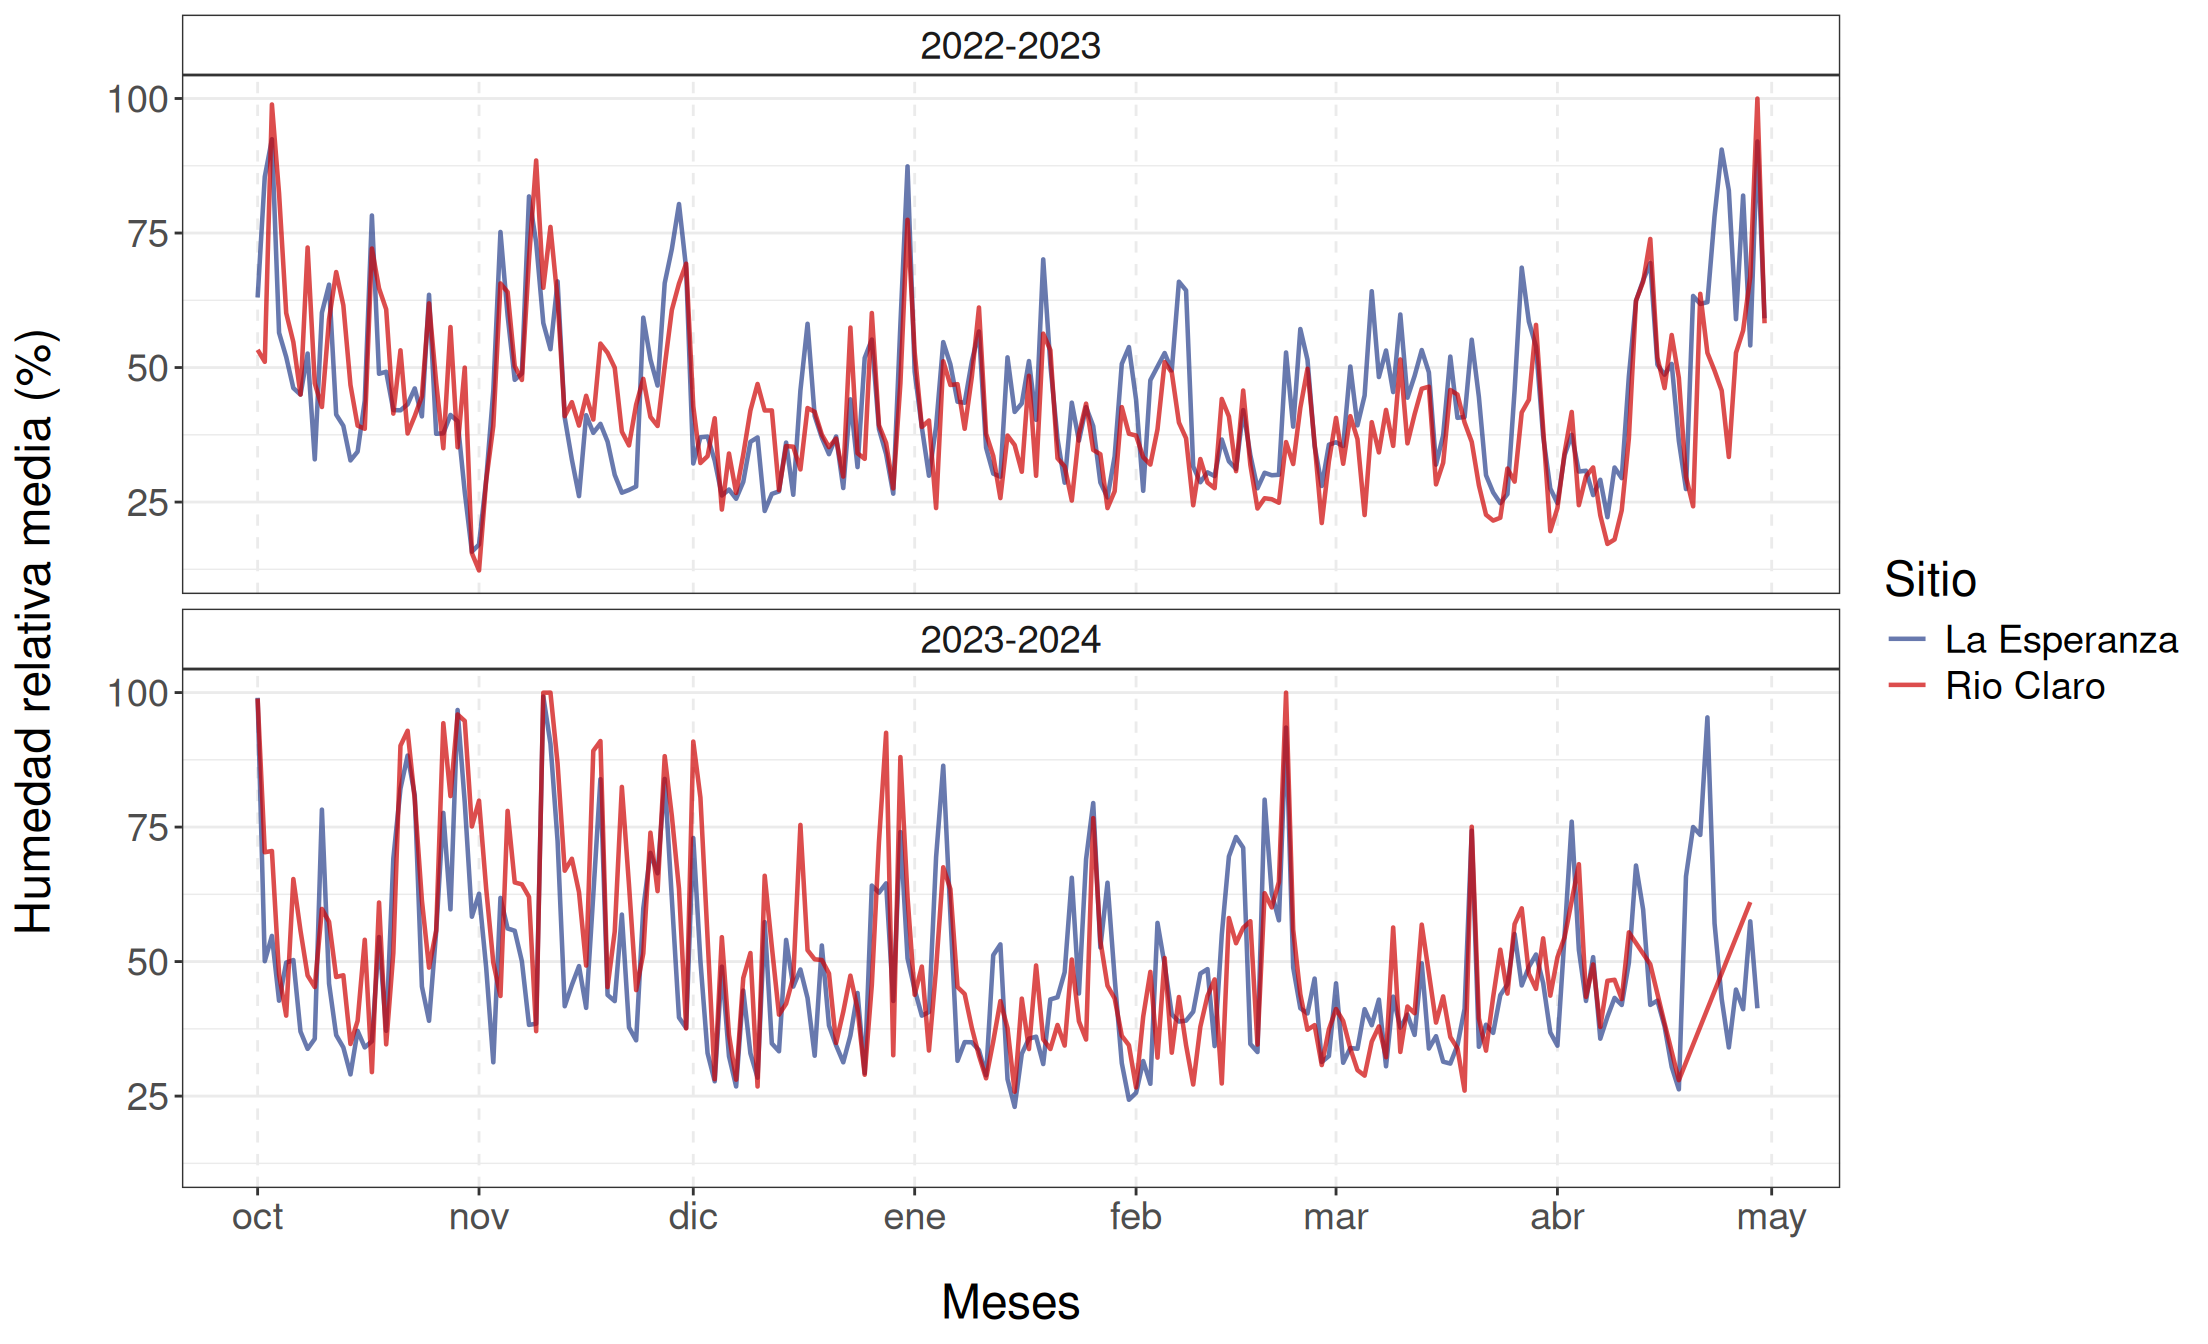 2022-2023
100
75
50
25
2023-2024
100
75
50
25
oct nov dic ene feb mar abr may
Meses
Humedad relativa media (%)
Sitio
La Esperanza
Rio Claro